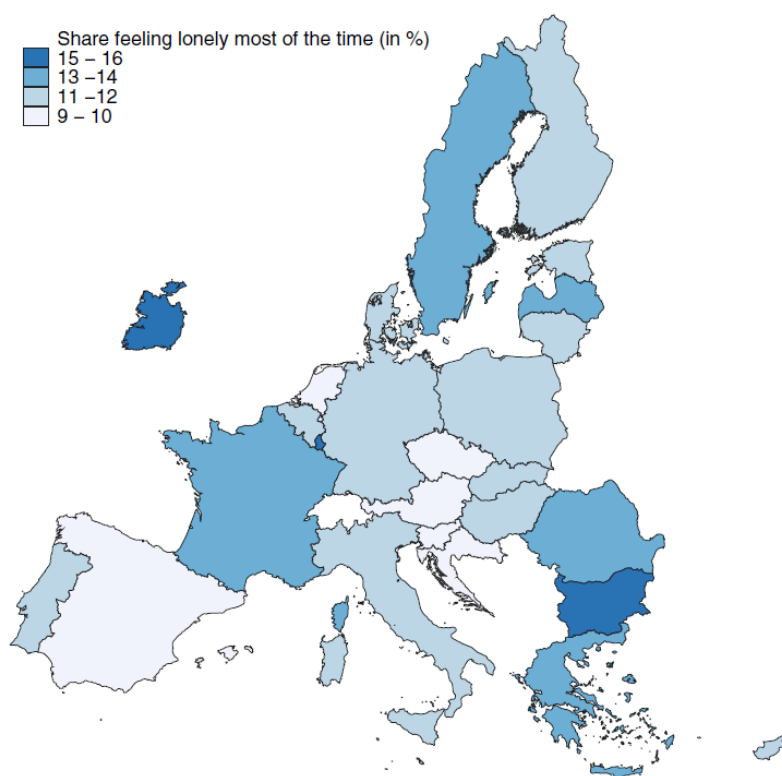 Share feeling lonely most of the time (in %)
15 – 16
13 –14
11 –12
9 – 10